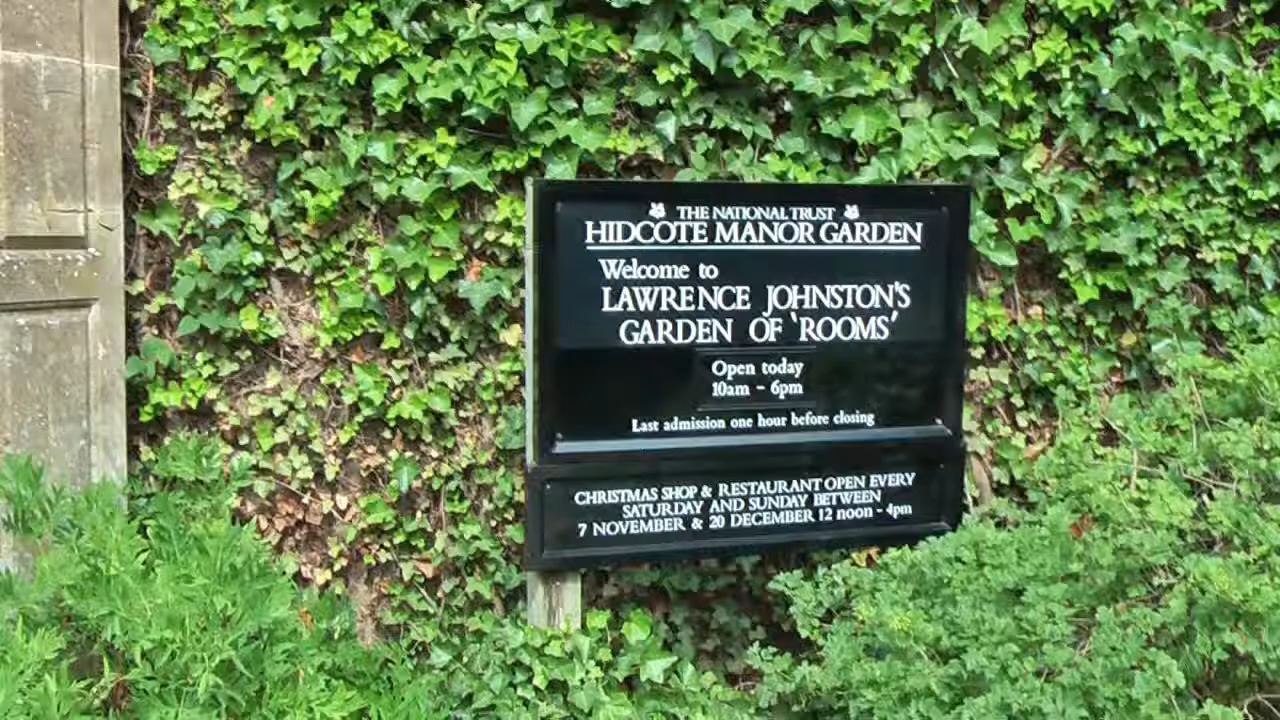 THE NATIONAL TRUST
HIDCOTE MANOR GARDEN
Welcome to
LAWRENCE JOHNSTON'S
GARDEN OF 'ROOMS'
Open today
10am - 6pm
Last admission one hour before closing
CHRISTMAS SHOP & RESTAURANT OPEN EVERY
SATURDAY AND SUNDAY BETWEEN
7 NOVEMBER & 20 DECEMBER 12 noon - 4pm